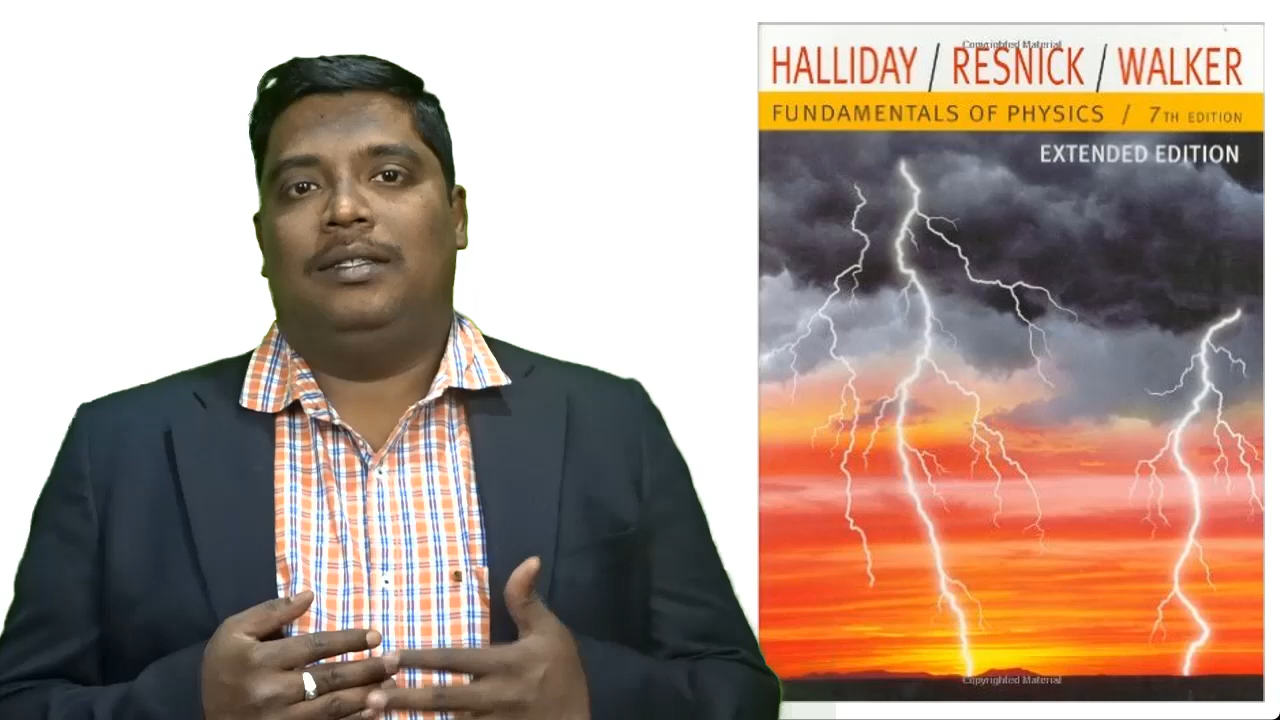 Copyrighted Material
HALLIDAY / RESNICK / WALKER
FUNDAMENTALS OF PHYSICS / 7TH EDITION
EXTENDED EDITION
Copyrighted Material